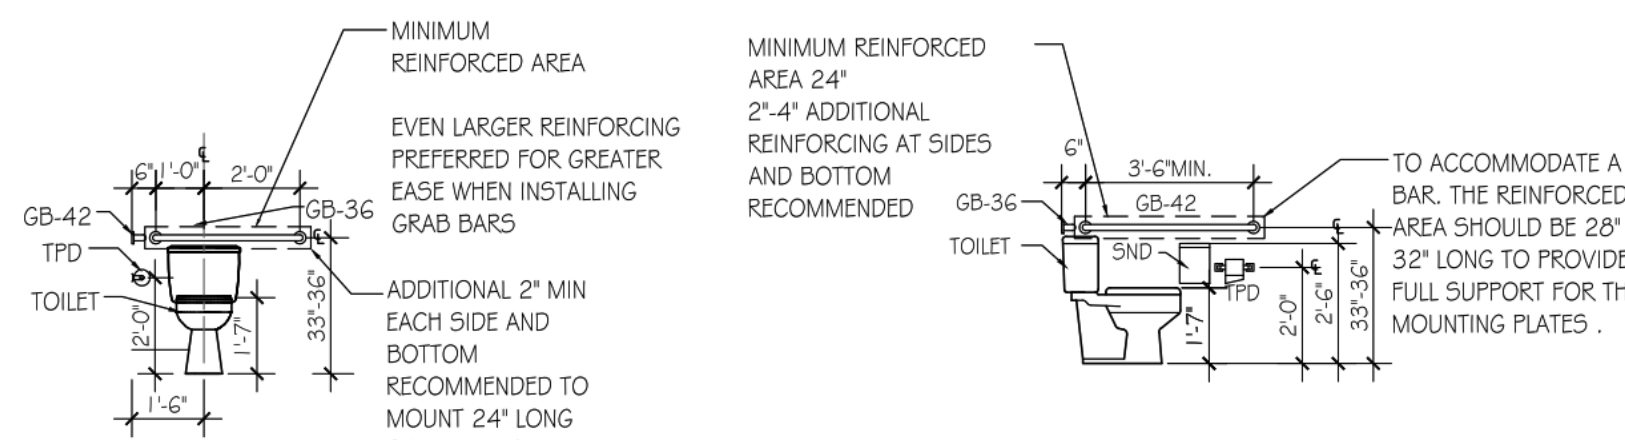 MINIMUM
REINFORCED AREA
EVEN LARGER REINFORCING
PREFERRED FOR GREATER
EASE WHEN INSTALLING
GRAB BARS
6"
1'-0"
℄
2'-0"
GB-42
GB-36
℄
TPD
TOILET
2'-0"
1'-7"
33"-36"
1'-6"
ADDITIONAL 2" MIN
EACH SIDE AND
BOTTOM
RECOMMENDED TO
MOUNT 24" LONG
MINIMUM REINFORCED
AREA 24"
2"-4" ADDITIONAL
REINFORCING AT SIDES
AND BOTTOM
RECOMMENDED
6"
3'-6"MIN.
GB-36
GB-42
TOILET
SND
TPD
℄
℄
1'-7"
2'-0"
2'-6"
33"-36"
TO ACCOMMODATE A
BAR. THE REINFORCED
AREA SHOULD BE 28"
32" LONG TO PROVIDE
FULL SUPPORT FOR TH
MOUNTING PLATES .